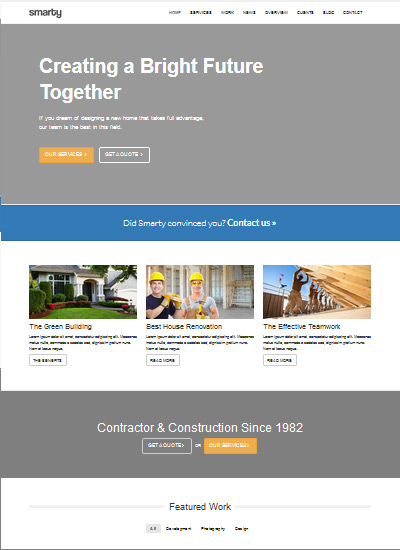 smarty
HOME SERVICES WORK NEWS OVERVIEW CLIENTS BLOG CONTACT
Creating a Bright Future
Together
If you dream of designing a new home that takes full advantage,
our team is the best in this field.
OUR SERVICES > GET A QUOTE >
Did Smarty convinced you? Contact us »
The Green Building
Lorem ipsum dolor sit amet, consectetur adipiscing elit. Maecenas
metus nulla, commodo a sodales sed, dignissim pretium nunc.
Nam et lacus neque.
THE BENEFITS
Best House Renovation
Lorem ipsum dolor sit amet, consectetur adipiscing elit. Maecenas
metus nulla, commodo a sodales sed, dignissim pretium nunc.
Nam et lacus neque.
READ MORE
The Effective Teamwork
Lorem ipsum dolor sit amet, consectetur adipiscing elit. Maecenas
metus nulla, commodo a sodales sed, dignissim pretium nunc.
Nam et lacus neque.
READ MORE
Contractor & Construction Since 1982
GET A QUOTE > OR OUR SERVICES >
Featured Work
All Development Photography Design